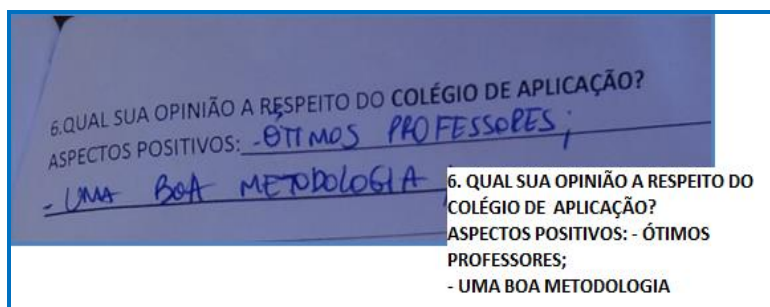 6.QUAL SUA OPINIÃO A RESPEITO DO COLÉGIO DE APLICAÇÃO?
ASPECTOS POSITIVOS: -ÓTIMOS PROFESSORES;
- UMA BOA METODOLOGIA
6. QUAL SUA OPINIÃO A RESPEITO DO
COLÉGIO DE APLICAÇÃO?
ASPECTOS POSITIVOS: - ÓTIMOS
PROFESSORES;
- UMA BOA METODOLOGIA